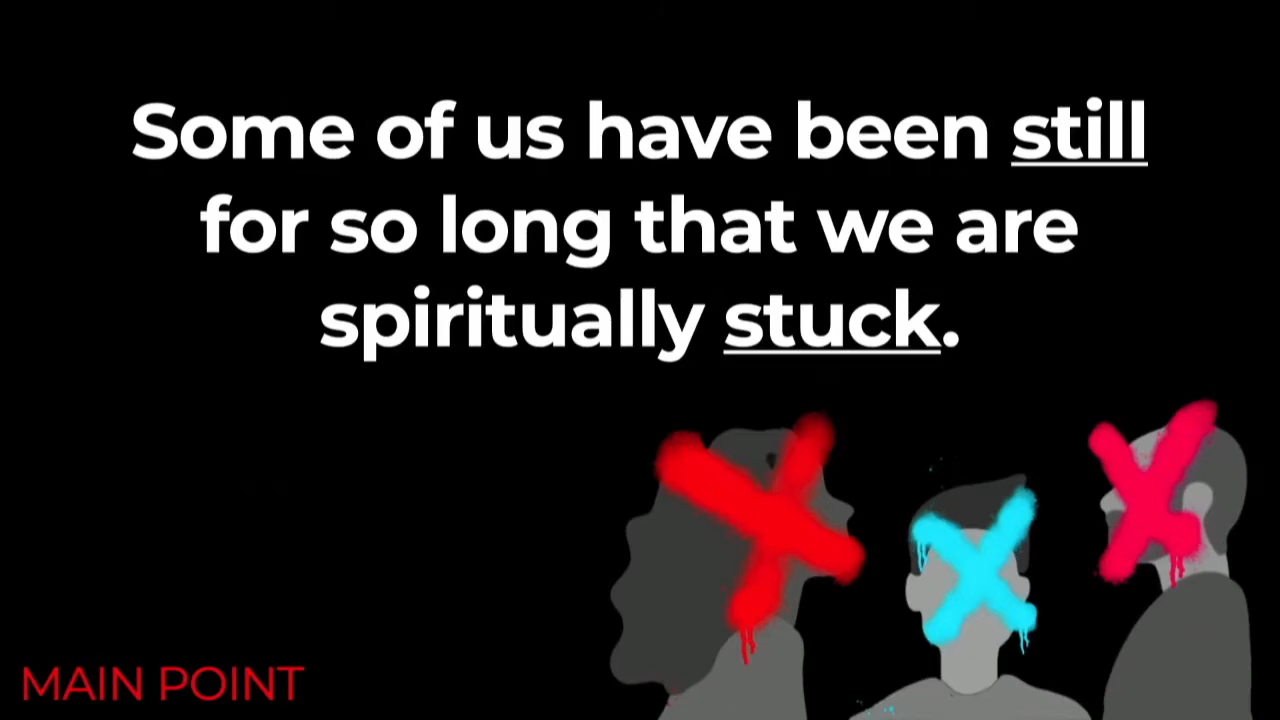 Some of us have been still
for so long that we are
spiritually stuck.
MAIN POINT